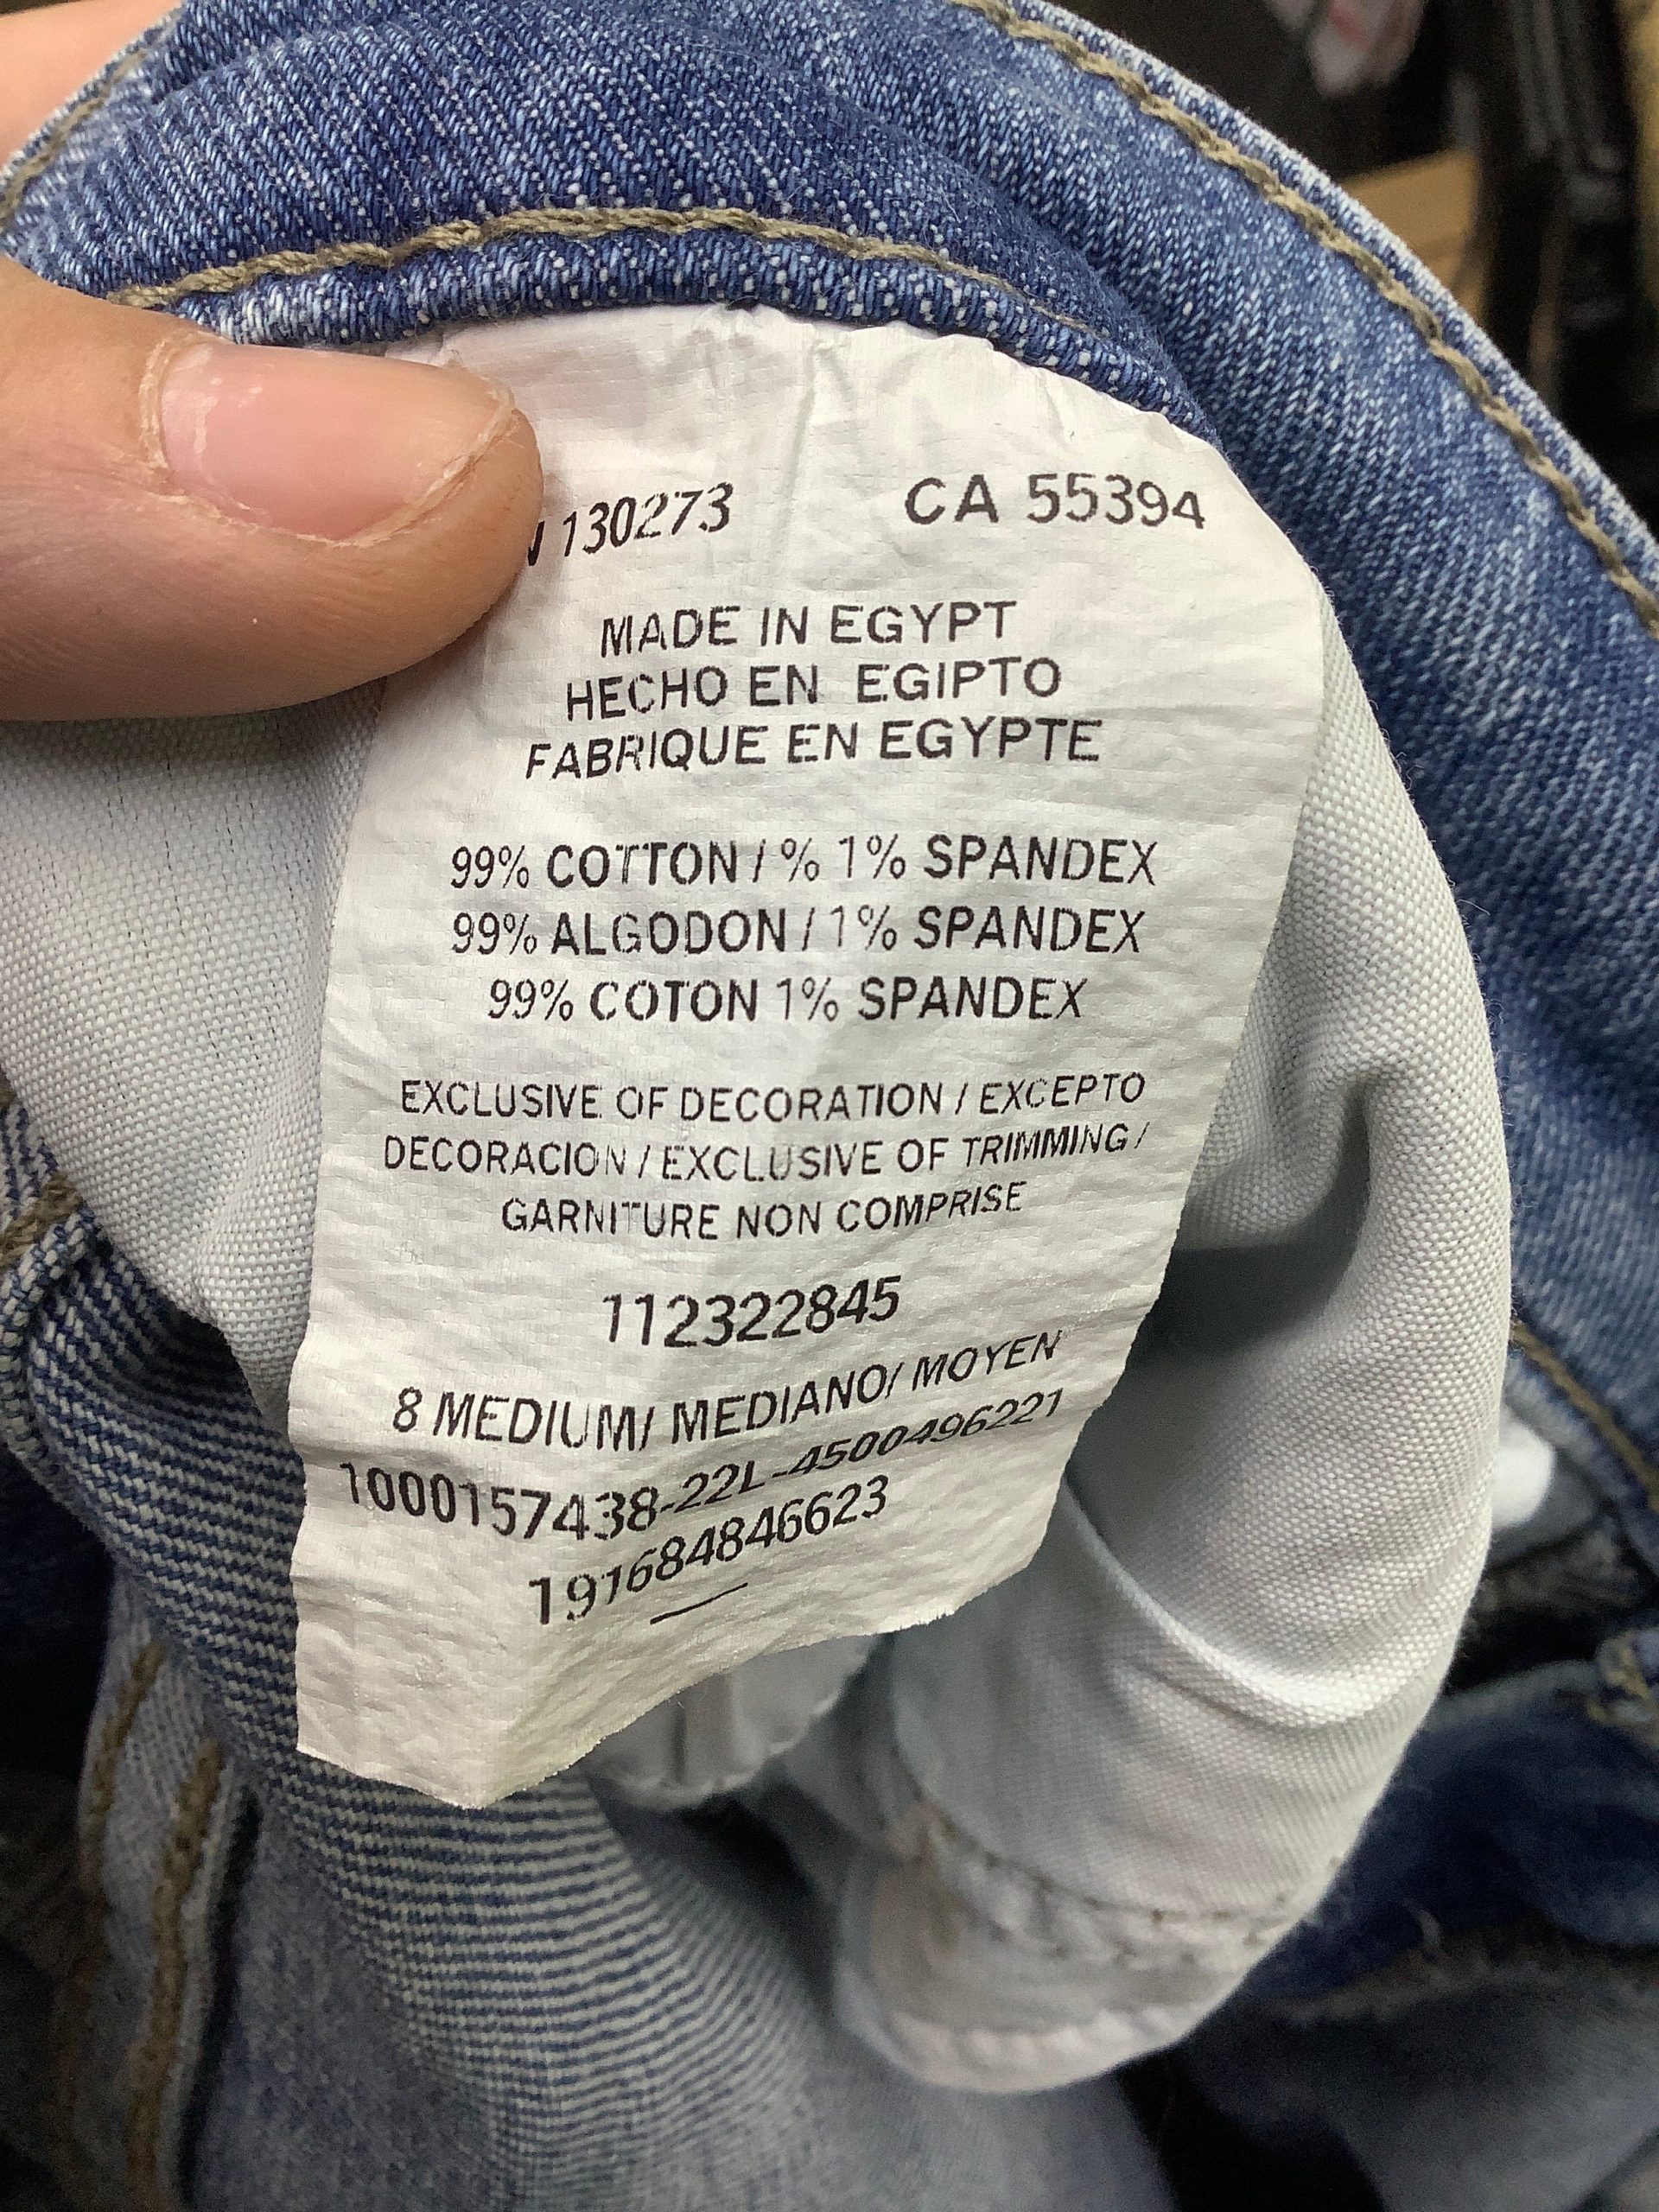 130273 CA 55394
MADE IN EGYPT
HECHO EN EGIPTO
FABRIQUE EN EGYPTE
99% COTTON / % 1% SPANDEX
99% ALGODON / 1% SPANDEX
99% COTON 1% SPANDEX
EXCLUSIVE OF DECORATION / EXCEPTO
DECORACION / EXCLUSIVE OF TRIMMING /
GARNITURE NON COMPRISE
112322845
8 MEDIUM/ MEDIANO/ MOYEN
1000157438-22L-4500496221
191684846623